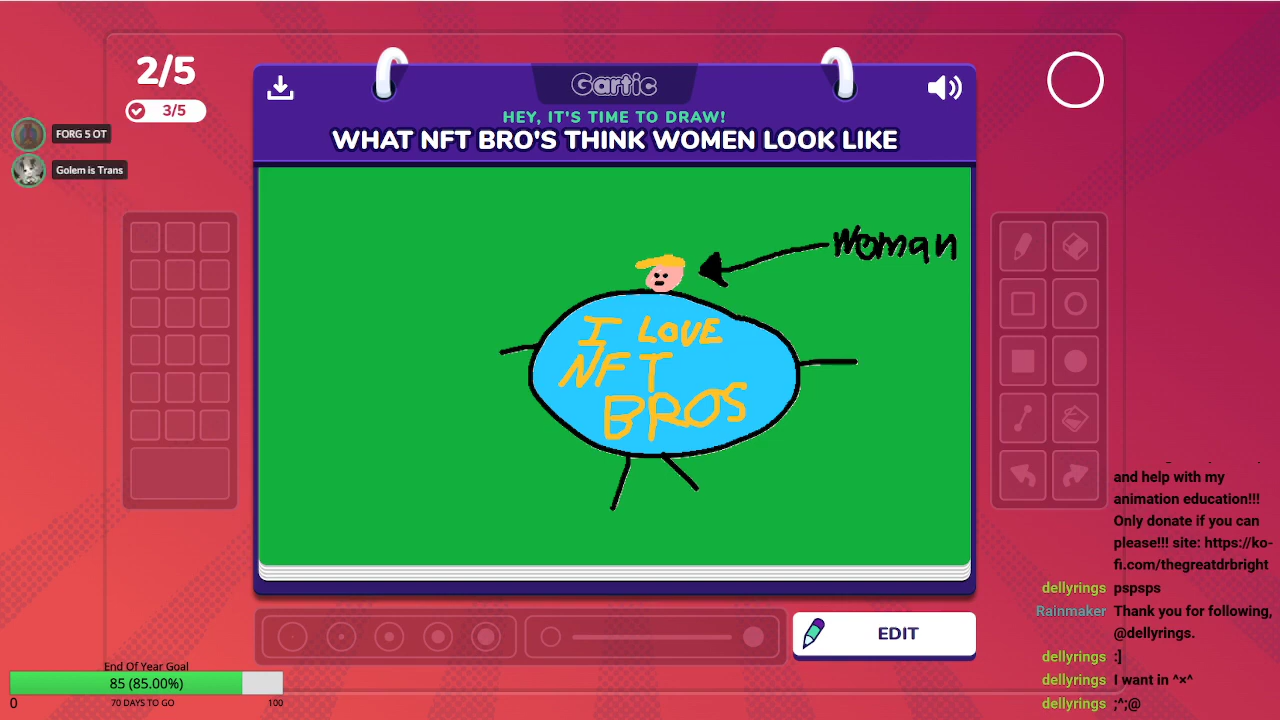 2/5
3/5
FORG 5 OT
Golem is Trans
Gartic
HEY, IT'S TIME TO DRAW!
WHAT NFT BRO'S THINK WOMEN LOOK LIKE
Woman
I LOVE
NFT
BROS
EDIT
End Of Year Goal
85 (85.00%)
0
70 DAYS TO GO
100
and help with my
animation education!!!
Only donate if you can
please!!! site: https://ko-
fi.com/thegreatdrbright
dellyrings pspsps
Rainmaker Thank you for following,
@dellyrings.
dellyrings :]
dellyrings I want in ^×^
dellyrings ;^;@